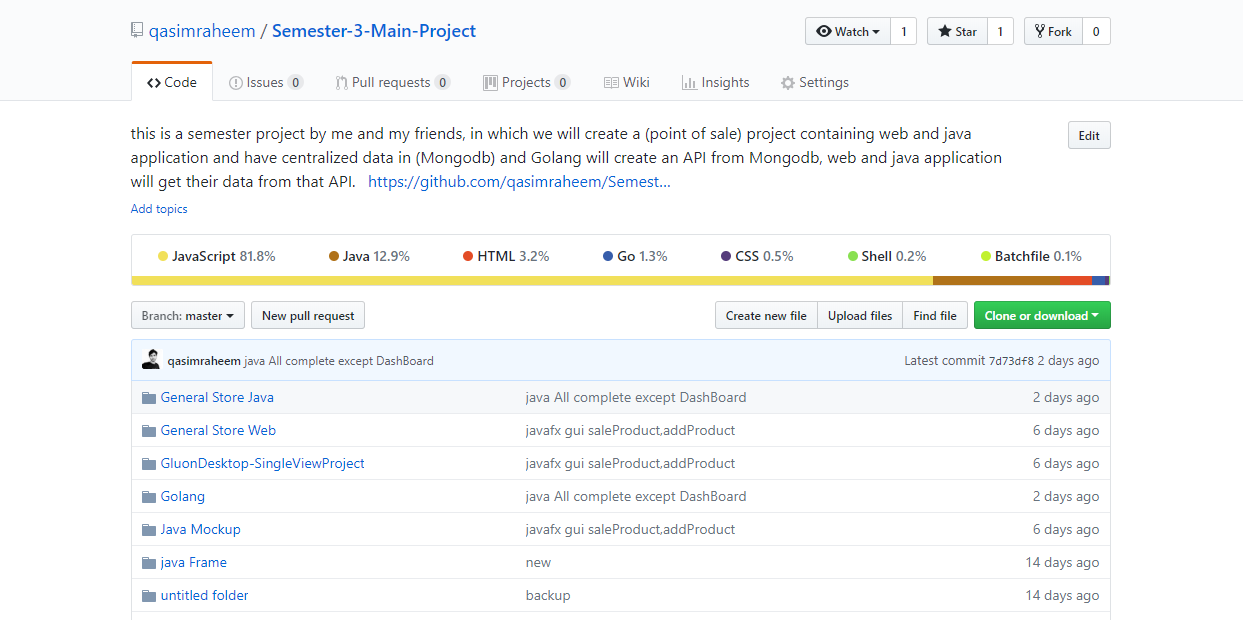 qasimraheem / Semester-3-Main-Project Watch 1 Star 1 Fork 0
Code Issues 0 Pull requests 0 Projects 0 Wiki Insights Settings
this is a semester project by me and my friends, in which we will create a (point of sale) project containing web and java Edit
application and have centralized data in (Mongodb) and Golang will create an API from Mongodb, web and java application
will get their data from that API. https://github.com/qasimraheem/Semest...
Add topics
JavaScript 81.8% Java 12.9% HTML 3.2% Go 1.3% CSS 0.5% Shell 0.2% Batchfile 0.1%
Branch: master New pull request Create new file Upload files Find file Clone or download
qasimraheem java All complete except DashBoard Latest commit 7d73df8 2 days ago
General Store Java java All complete except DashBoard 2 days ago
General Store Web javafx gui saleProduct,addProduct 6 days ago
GluonDesktop-SingleViewProject javafx gui saleProduct,addProduct 6 days ago
Golang java All complete except DashBoard 2 days ago
Java Mockup javafx gui saleProduct,addProduct 6 days ago
java Frame new 14 days ago
untitled folder backup 14 days ago